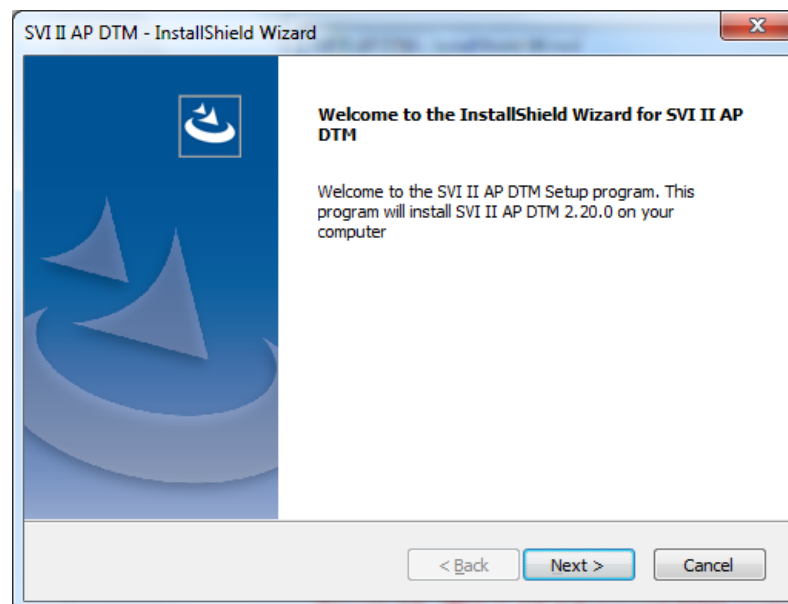 SVI II AP DTM - InstallShield Wizard
Welcome to the InstallShield Wizard for SVI II AP
DTM
Welcome to the SVI II AP DTM Setup program. This
program will install SVI II AP DTM 2.20.0 on your
computer
< Back Next > Cancel